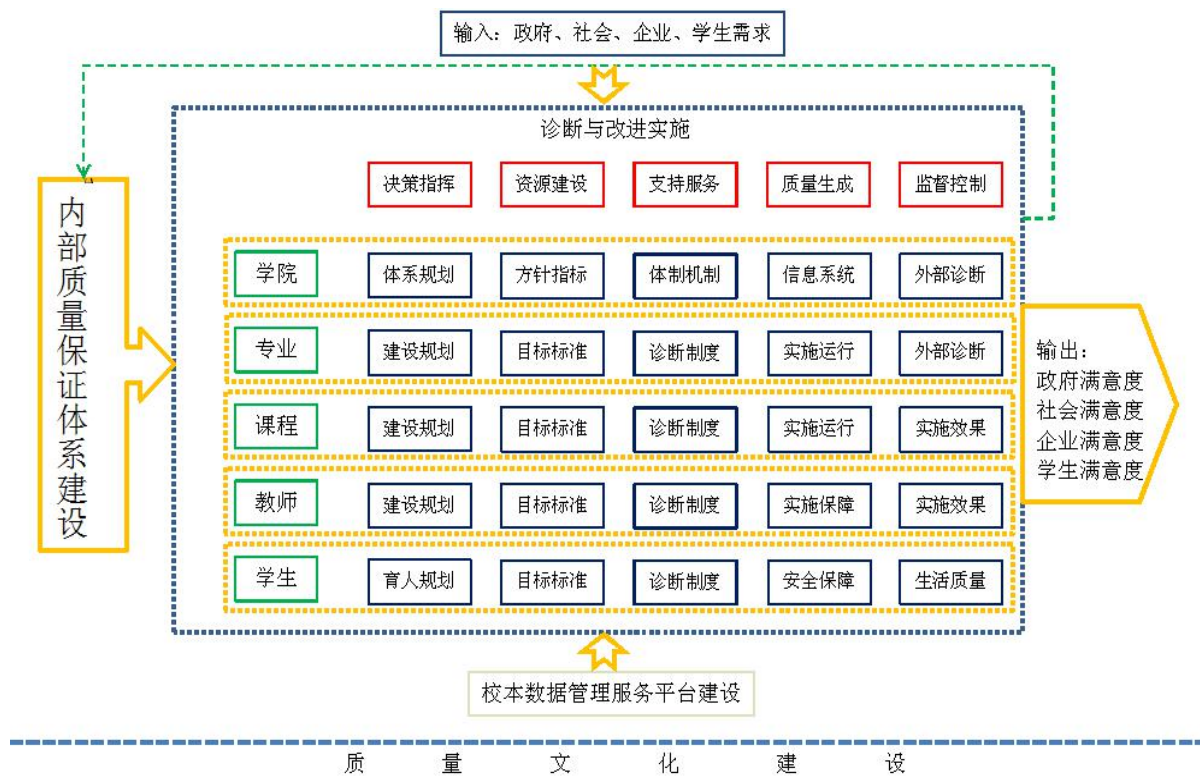 输入：政府、社会、企业、学生需求
诊断与改进实施
决策指挥 资源建设 支持服务 质量生成 监督控制
内部质量保证体系建设
学院 体系规划 方针指标 体制机制 信息系统 外部诊断
专业 建设规划 目标标准 诊断制度 实施运行 外部诊断
课程 建设规划 目标标准 诊断制度 实施运行 实施效果
教师 建设规划 目标标准 诊断制度 实施保障 实施效果
学生 育人规划 目标标准 诊断制度 安全保障 生活质量
输出：
政府满意度
社会满意度
企业满意度
学生满意度
校本数据管理服务平台建设
质量文化建设